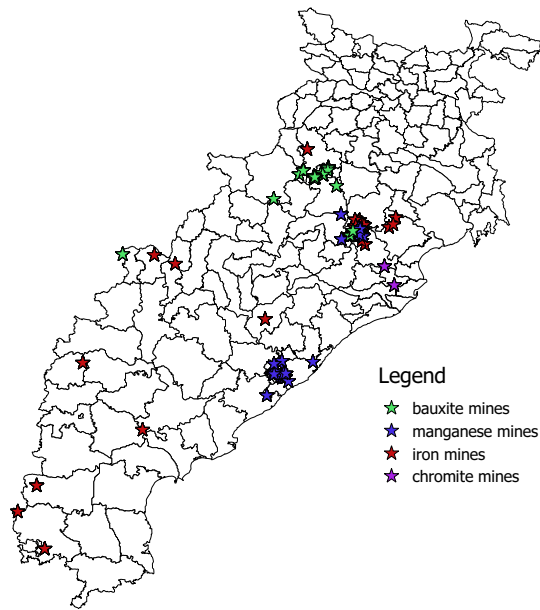 Legend
bauxite mines
manganese mines
iron mines
chromite mines